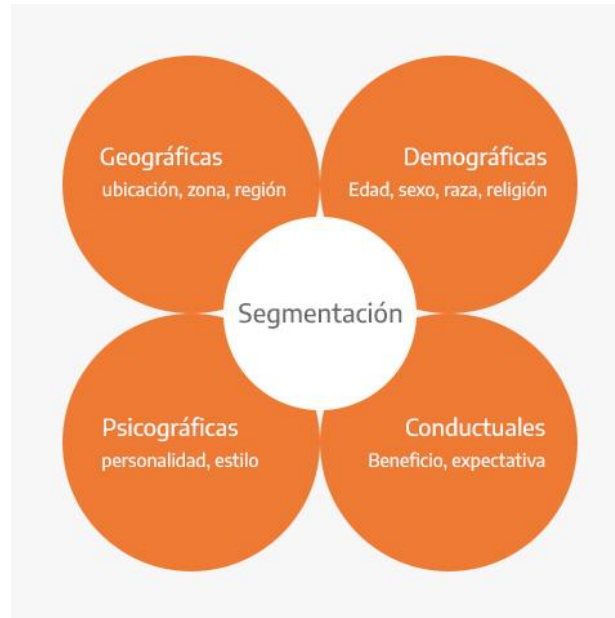 Geográficas
ubicación, zona, región
Demográficas
Edad, sexo, raza, religión
Segmentación
Psicográficas
personalidad, estilo
Conductuales
Beneficio, expectativa